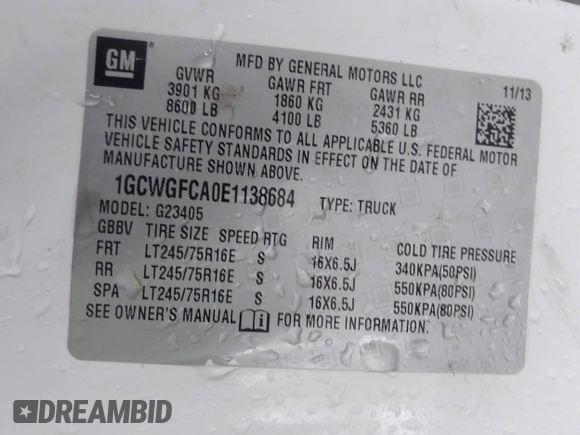 GM
MFD BY GENERAL MOTORS LLC
GVWR GAWR FRT GAWR RR 11/13
3901 KG 1860 KG 2431 KG
8600 LB 4100 LB 5360 LB
THIS VEHICLE CONFORMS TO ALL APPLICABLE U.S. FEDERAL MOTOR
VEHICLE SAFETY STANDARDS IN EFFECT ON THE DATE OF
MANUFACTURE SHOWN ABOVE.
1GCWGFCA0E1138684 TYPE: TRUCK
MODEL: G23405
GBBV TIRE SIZE SPEED RTG RIM COLD TIRE PRESSURE
FRT LT245/75R16E S 16X6.5J 340KPA(50PSI)
RR LT245/75R16E S 16X6.5J 550KPA(80PSI)
SPA LT245/75R16E S 16X6.5J 550KPA(80PSI)
SEE OWNER'S MANUAL FOR MORE INFORMATION.
DREAMBID